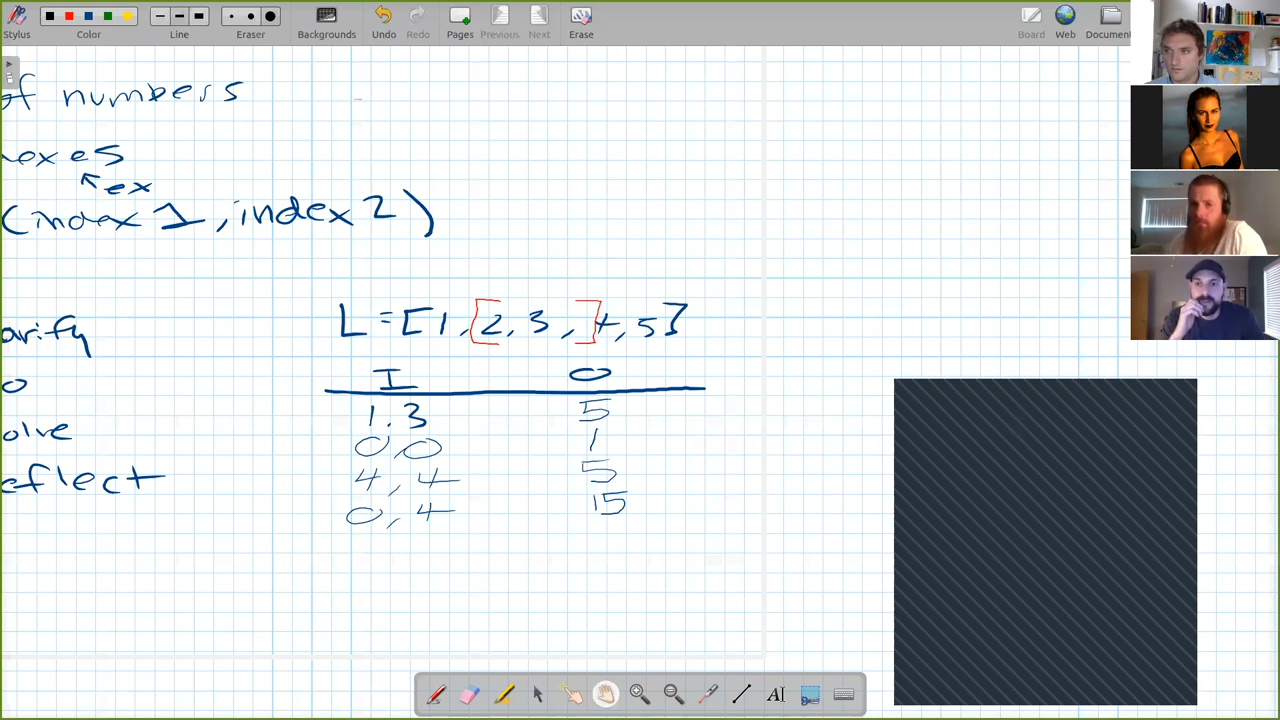 Stylus Color Line Eraser Backgrounds Undo Redo Pages Previous Next Erase Board Web Document
of numbers
nexes
ex
(index 1, index 2)
L = [1, [2, 3, ] 4, 5]
arify
I O
o
1, 3 5
olve
0, 0 1
4, 4 5
eflect
0, 4 15